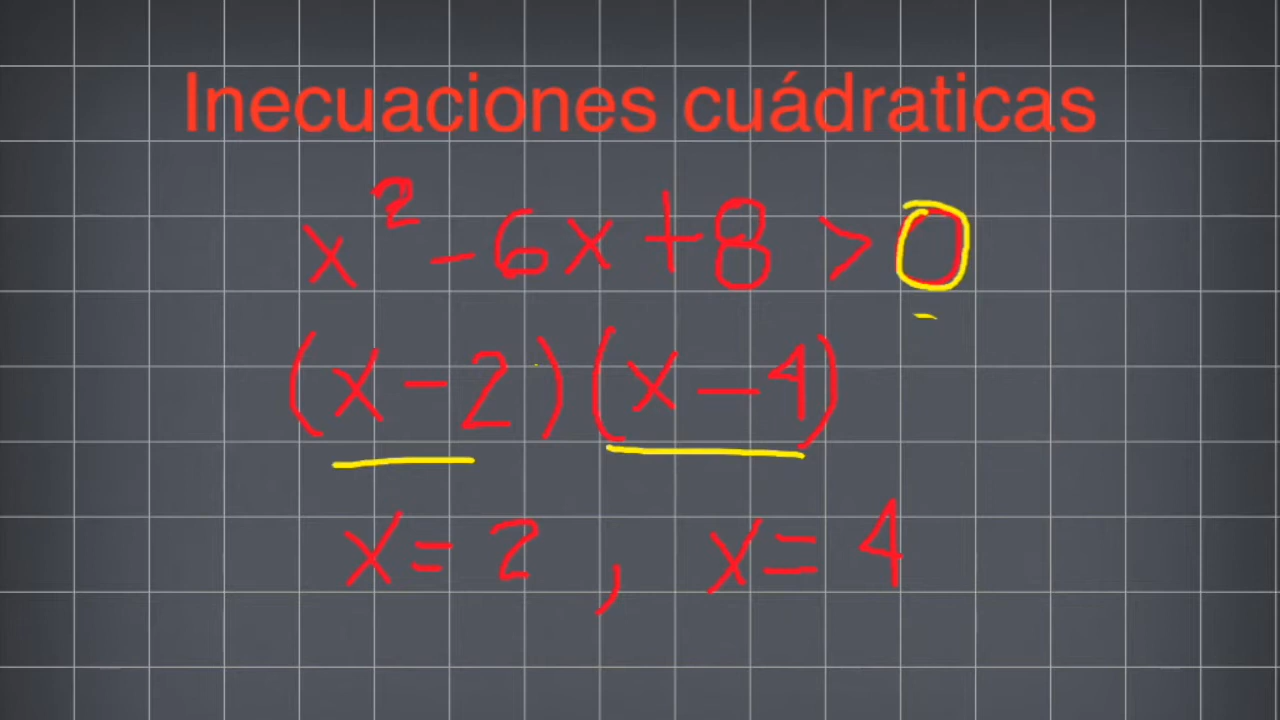 Inecuaciones cuádraticas
x² - 6x + 8 > 0
(x - 2) (x - 4)
x = 2 , x = 4